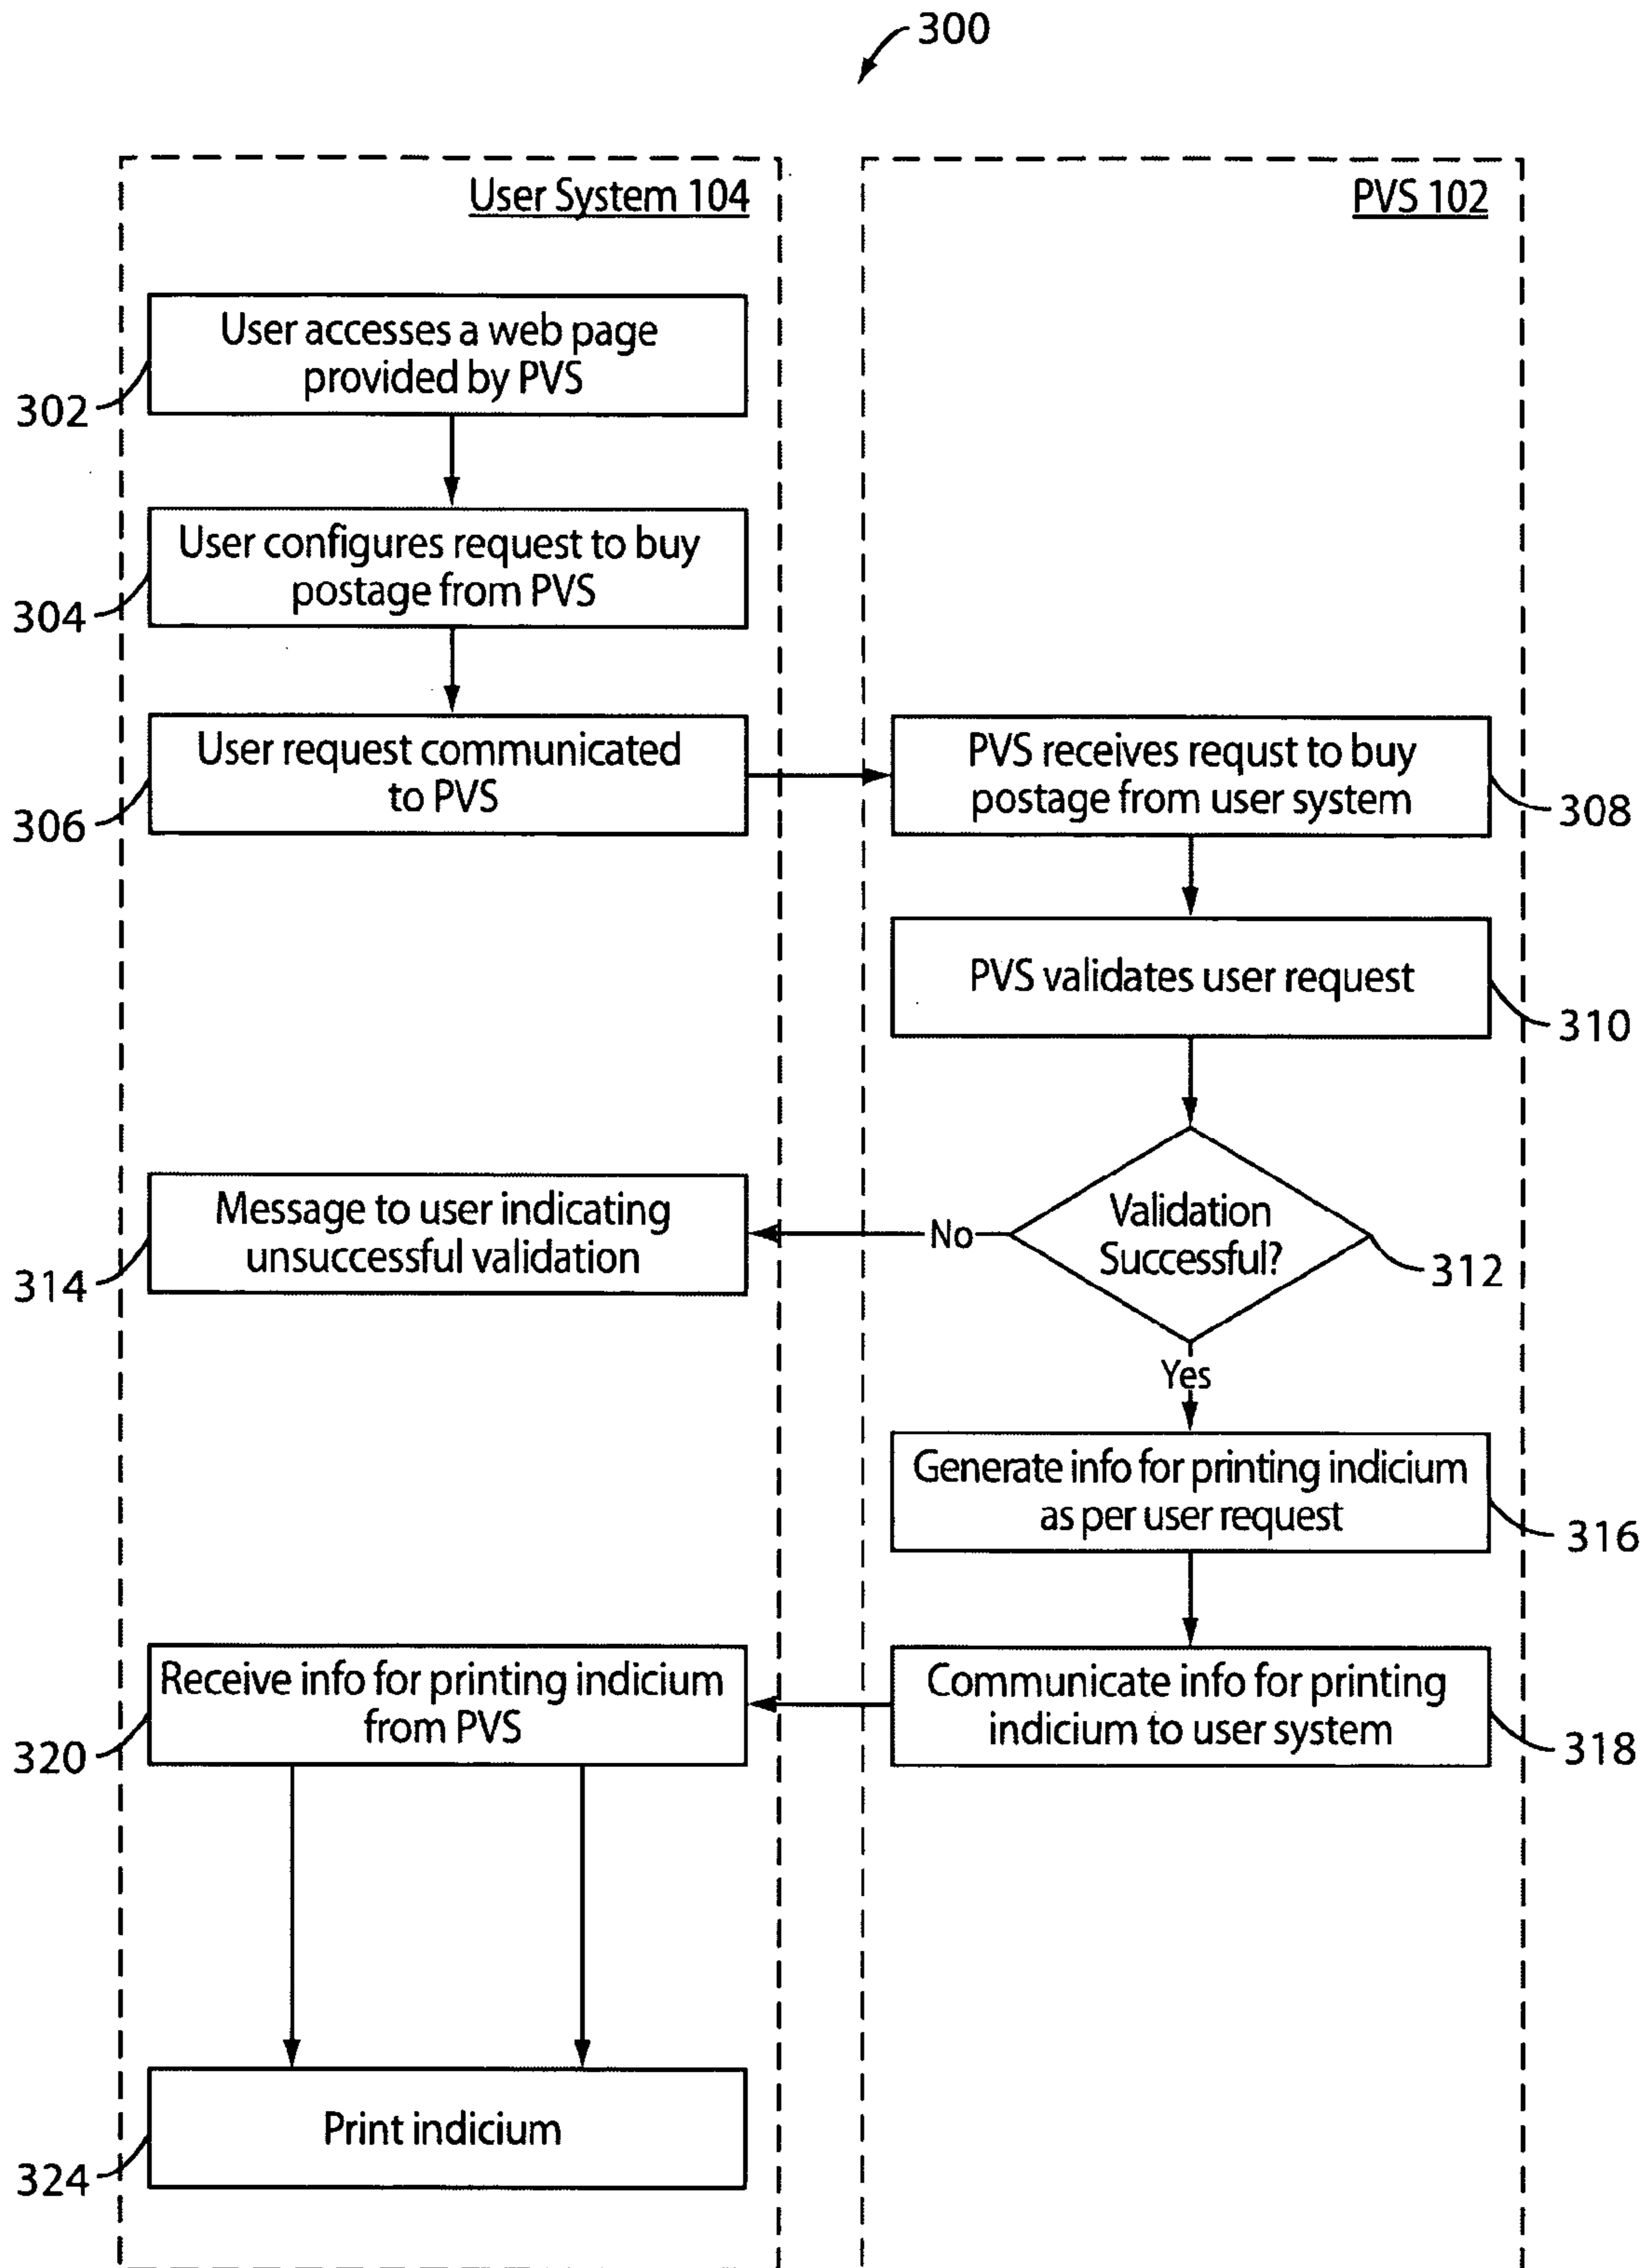 300
User System 104
PVS 102
User accesses a web page
provided by PVS
302
User configures request to buy
postage from PVS
304
User request communicated
to PVS
306
PVS receives requst to buy
postage from user system
308
PVS validates user request
310
Validation
Successful?
312
No
Message to user indicating
unsuccessful validation
314
Yes
Generate info for printing indicium
as per user request
316
Communicate info for printing
indicium to user system
318
Receive info for printing indicium
from PVS
320
Print indicium
324